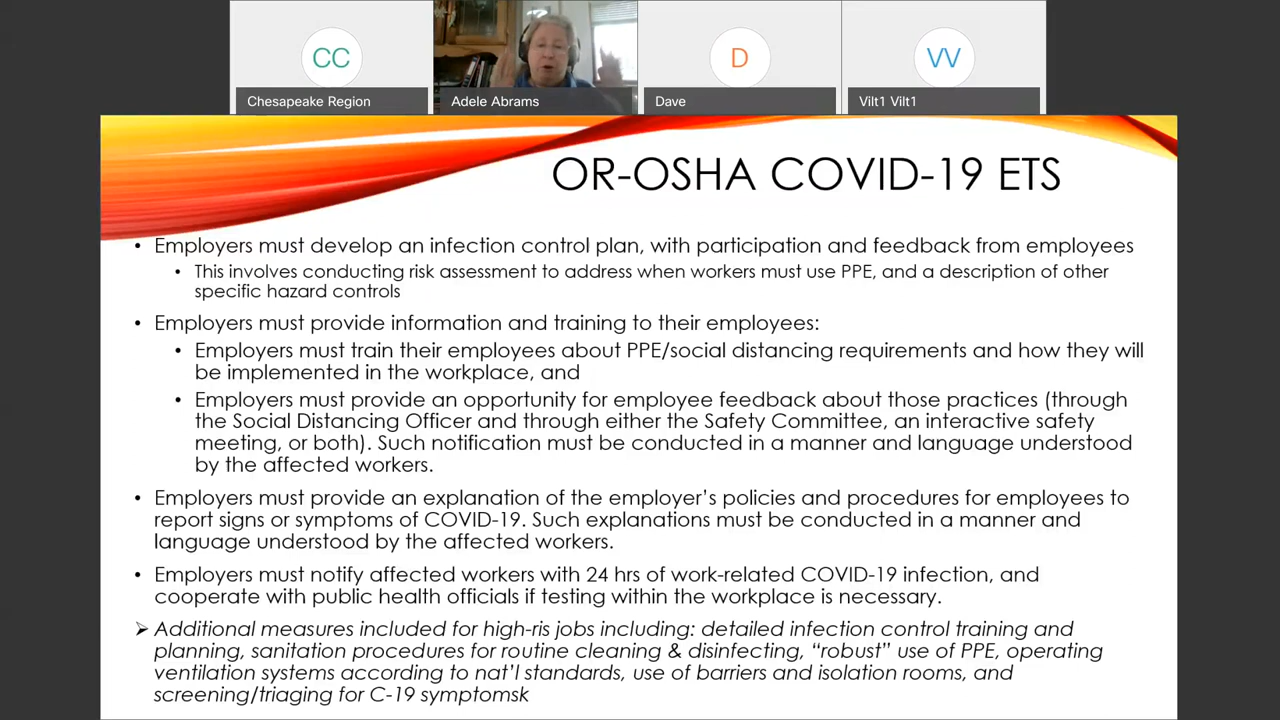 CC
Chesapeake Region
Adele Abrams
D
Dave
VV
Vilt1 Vilt1
OR-OSHA COVID-19 ETS
• Employers must develop an infection control plan, with participation and feedback from employees
• This involves conducting risk assessment to address when workers must use PPE, and a description of other
specific hazard controls
• Employers must provide information and training to their employees:
• Employers must train their employees about PPE/social distancing requirements and how they will
be implemented in the workplace, and
• Employers must provide an opportunity for employee feedback about those practices (through
the Social Distancing Officer and through either the Safety Committee, an interactive safety
meeting, or both). Such notification must be conducted in a manner and language understood
by the affected workers.
• Employers must provide an explanation of the employer's policies and procedures for employees to
report signs or symptoms of COVID-19. Such explanations must be conducted in a manner and
language understood by the affected workers.
• Employers must notify affected workers with 24 hrs of work-related COVID-19 infection, and
cooperate with public health officials if testing within the workplace is necessary.
➢ Additional measures included for high-ris jobs including: detailed infection control training and
planning, sanitation procedures for routine cleaning & disinfecting, “robust” use of PPE, operating
ventilation systems according to nat'l standards, use of barriers and isolation rooms, and
screening/triaging for C-19 symptomsk